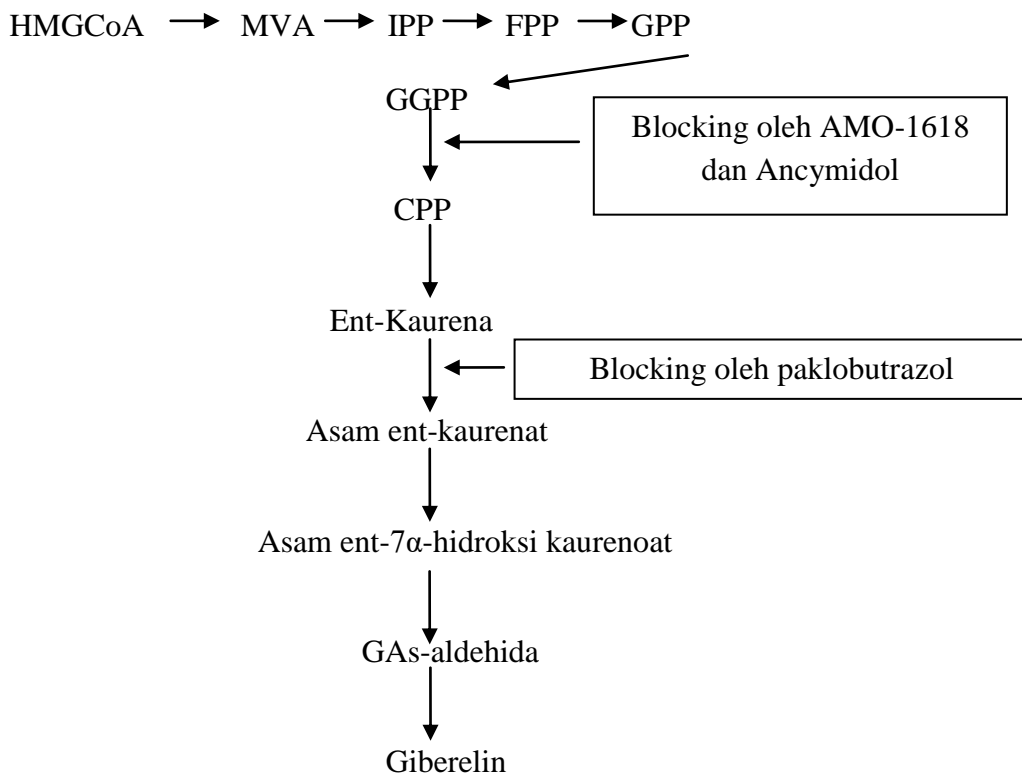 HMGCoA MVA IPP FPP GPP
GGPP
Blocking oleh AMO-1618
dan Ancymidol
CPP
Ent-Kaurena
Blocking oleh paklobutrazol
Asam ent-kaurenat
Asam ent-7α-hidroksi kaurenoat
GAs-aldehida
Giberelin